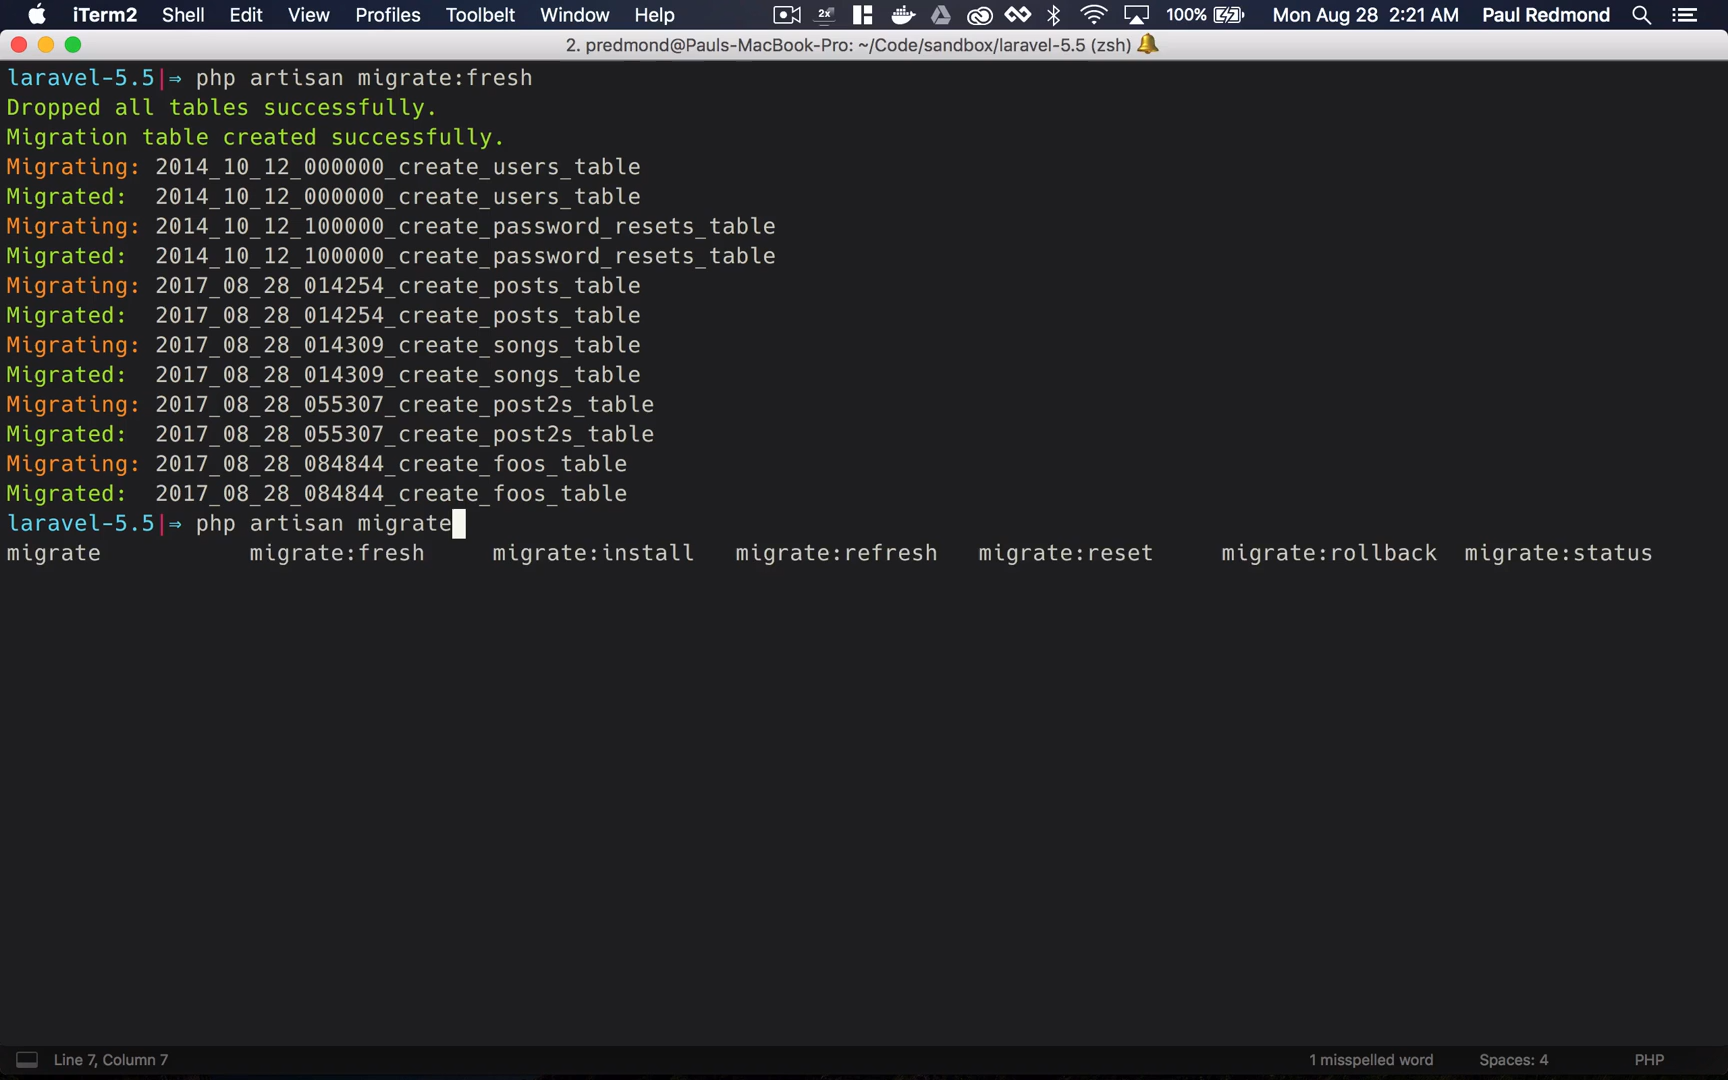 iTerm2 Shell Edit View Profiles Toolbelt Window Help 2x 100% Mon Aug 28 2:21 AM Paul Redmond
2. predmond@Pauls-MacBook-Pro: ~/Code/sandbox/laravel-5.5 (zsh)
laravel-5.5|⇒ php artisan migrate:fresh
Dropped all tables successfully.
Migration table created successfully.
Migrating: 2014_10_12_000000_create_users_table
Migrated: 2014_10_12_000000_create_users_table
Migrating: 2014_10_12_100000_create_password_resets_table
Migrated: 2014_10_12_100000_create_password_resets_table
Migrating: 2017_08_28_014254_create_posts_table
Migrated: 2017_08_28_014254_create_posts_table
Migrating: 2017_08_28_014309_create_songs_table
Migrated: 2017_08_28_014309_create_songs_table
Migrating: 2017_08_28_055307_create_post2s_table
Migrated: 2017_08_28_055307_create_post2s_table
Migrating: 2017_08_28_084844_create_foos_table
Migrated: 2017_08_28_084844_create_foos_table
laravel-5.5|⇒ php artisan migrate
migrate migrate:fresh migrate:install migrate:refresh migrate:reset migrate:rollback migrate:status
Line 7, Column 7 1 misspelled word Spaces: 4 PHP